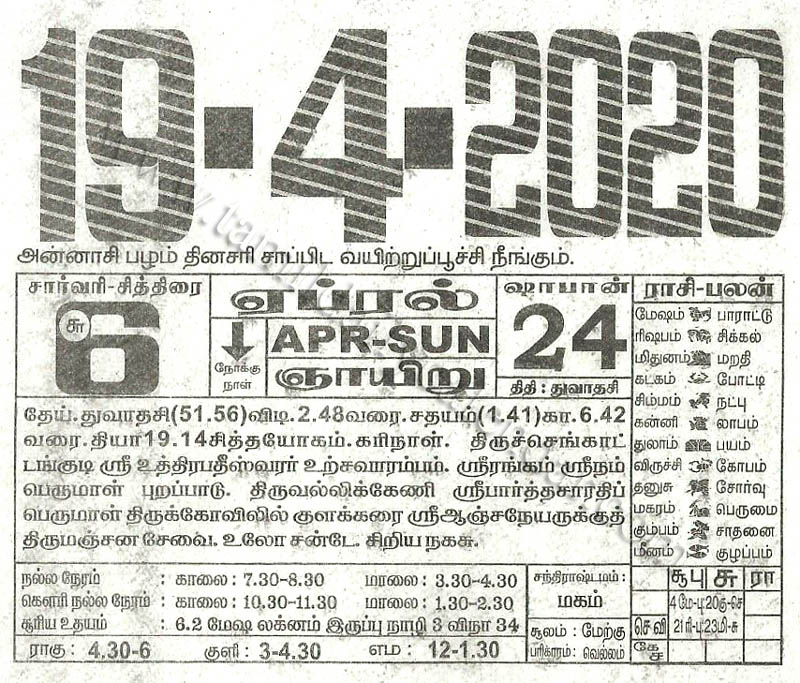 19-4-2020
அன்னாசி பழம் தினசரி சாப்பிட வயிற்றுப்பூச்சி நீங்கும்.
சார்வரி-சித்திரை
சு 6
நோக்கு நாள்
ஏப்ரல்
APR-SUN
ஞாயிறு
ஷாபான்
24
திதி : துவாதசி
தேய். துவாதசி(51.56)விடி.2.48வரை.சதயம்(1.41)கா.6.42
வரை.தியா19.14சித்தயோகம். கரிநாள். திருச்செங்காட்
டங்குடி ஸ்ரீ உத்திரபதீஸ்வரர் உற்சவாரம்பம். ஸ்ரீரங்கம் ஸ்ரீநம்
பெருமாள் புறப்பாடு. திருவல்லிக்கேணி ஸ்ரீபார்த்தசாரதிப்
பெருமாள் திருக்கோவிலில் குளக்கரை ஸ்ரீஆஞ்சநேயருக்குத்
திருமஞ்சன சேவை. உலோ சன்டே. சிறிய நகசு.
ராசி-பலன்
மேஷம் பாராட்டு
ரிஷபம் சிக்கல்
மிதுனம் மறதி
கடகம் போட்டி
சிம்மம் நட்பு
கன்னி லாபம்
துலாம் பயம்
விருச்சி கோபம்
தனுசு சோர்வு
மகரம் பெருமை
கும்பம் சாதனை
மீனம் குழப்பம்
நல்ல நேரம் : காலை : 7.30-8.30 மாலை : 3.30-4.30
கௌரி நல்ல நேரம் : காலை : 10.30-11.30 மாலை : 1.30-2.30
சூரிய உதயம் : 6.2 மேஷ லக்னம் இருப்பு நாழி 3 விநா 34
ராகு : 4.30-6 குளி : 3-4.30 எம : 12-1.30
சந்திராஷ்டமம் :
மகம்
சூலம் : மேற்கு
பரிகாரம் : வெல்லம்
சூ பு சு ரா
4மே-பு 20கு-செ
செ வி 21 ரி-பு 23மி-சு
கே